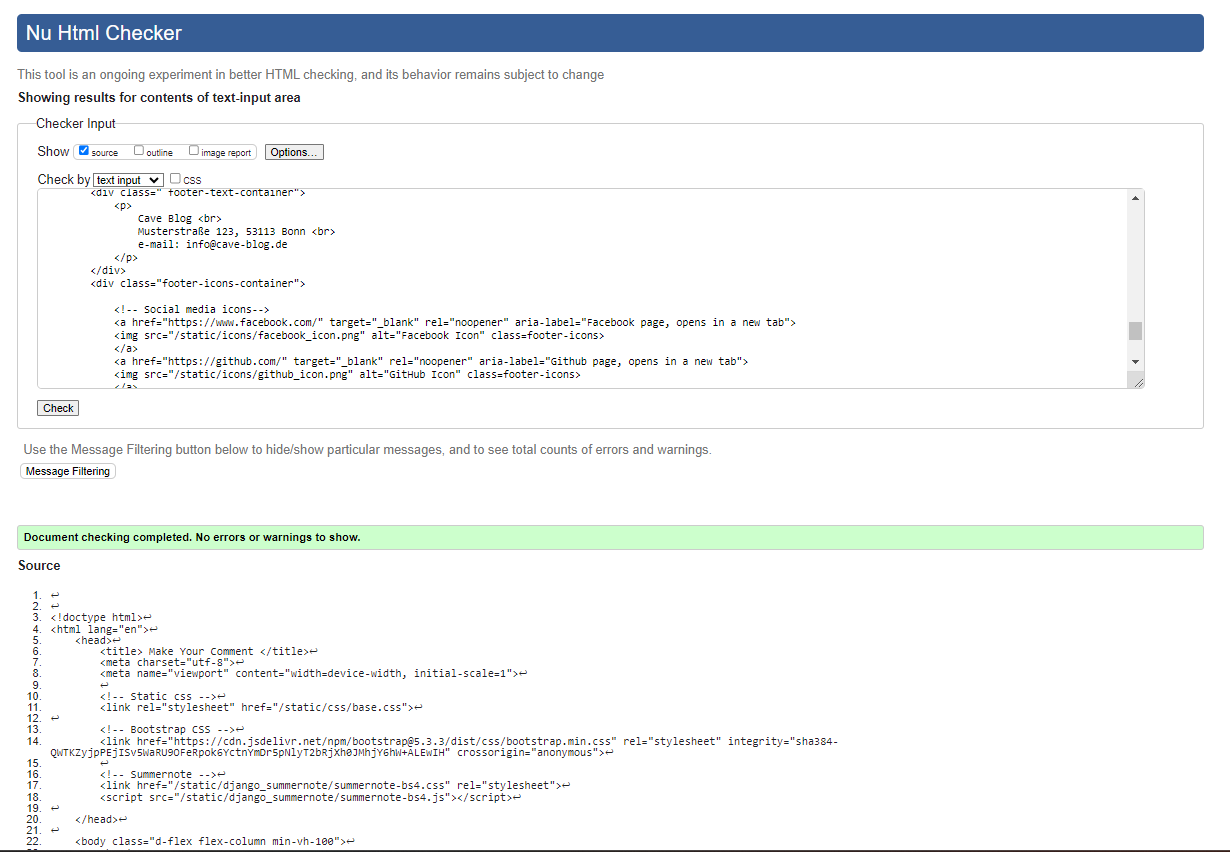 Nu Html Checker
This tool is an ongoing experiment in better HTML checking, and its behavior remains subject to change
Showing results for contents of text-input area
Checker Input
Show source outline image report Options...
Check by text input css
<div class=" footer-text-container">
<p>
Cave Blog <br>
Musterstraße 123, 53113 Bonn <br>
e-mail: info@cave-blog.de
</p>
</div>
<div class="footer-icons-container">
<!-- Social media icons-->
<a href="https://www.facebook.com/" target="_blank" rel="noopener" aria-label="Facebook page, opens in a new tab">
<img src="/static/icons/facebook_icon.png" alt="Facebook Icon" class=footer-icons>
</a>
<a href="https://github.com/" target="_blank" rel="noopener" aria-label="Github page, opens in a new tab">
<img src="/static/icons/github_icon.png" alt="GitHub Icon" class=footer-icons>
</a>
Check
Use the Message Filtering button below to hide/show particular messages, and to see total counts of errors and warnings.
Message Filtering
Document checking completed. No errors or warnings to show.
Source
1. ↩
2. ↩
3. <!doctype html>↩
4. <html lang="en">↩
5. <head>↩
6. <title> Make Your Comment </title>↩
7. <meta charset="utf-8">↩
8. <meta name="viewport" content="width=device-width, initial-scale=1">↩
9. ↩
10. <!-- Static css -->↩
11. <link rel="stylesheet" href="/static/css/base.css">↩
12. ↩
13. <!-- Bootstrap CSS -->↩
14. <link href="https://cdn.jsdelivr.net/npm/bootstrap@5.3.3/dist/css/bootstrap.min.css" rel="stylesheet" integrity="sha384-
QWTKZyjpPEjISv5WaRU9OFeRpok6YctnYmDr5pNlyT2bRjXh0JMhjY6hW+ALEwIH" crossorigin="anonymous">↩
15. ↩
16. <!-- Summernote -->↩
17. <link href="/static/django_summernote/summernote-bs4.css" rel="stylesheet">↩
18. <script src="/static/django_summernote/summernote-bs4.js"></script>↩
19. ↩
20. </head>↩
21. ↩
22. <body class="d-flex flex-column min-vh-100">↩